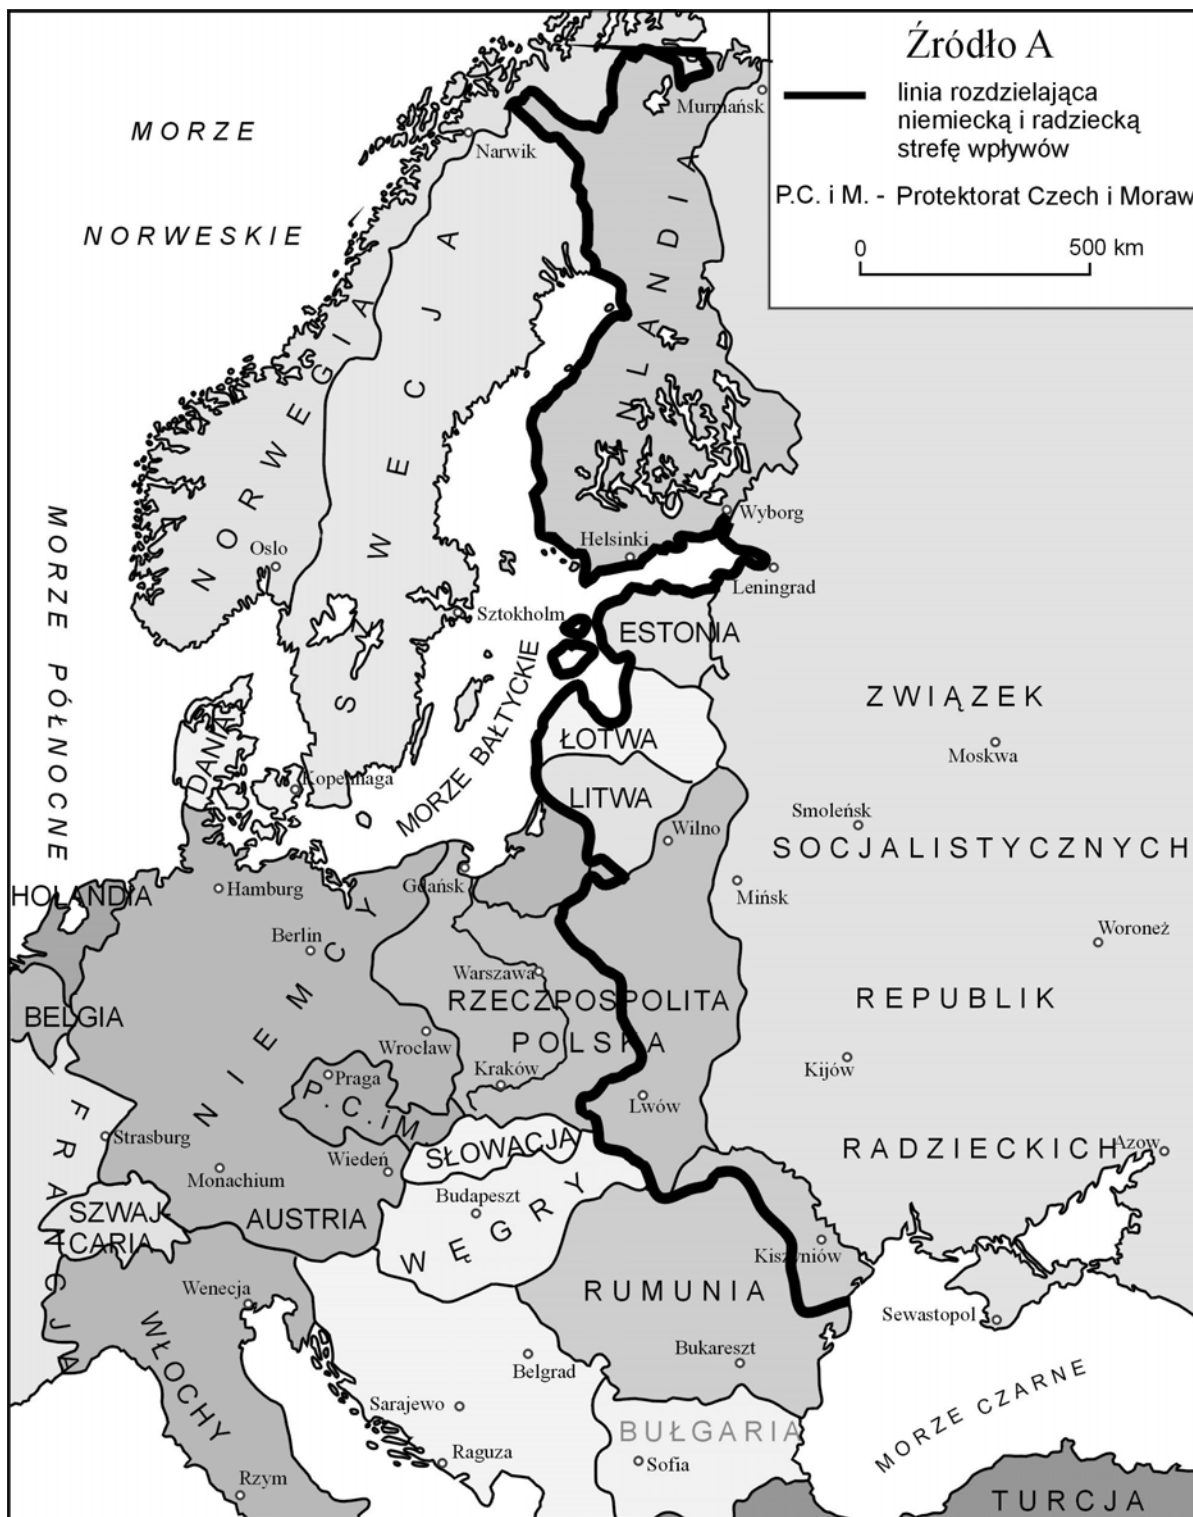 Źródło A
linia rozdzielająca
niemiecką i radziecką
strefę wpływów
P.C. i M. - Protektorat Czech i Moraw
0 500 km
MORZE
NORWESKIE
Murmańsk
Narwik
NORWEGIA
SZWECJA
NLANDIA
Wyborg
Helsinki
Oslo
Leningrad
Sztokholm
ESTONIA
MORZE PÓŁNOCNE
MORZE BAŁTYCKIE
ZWIĄZEK
DANIA
ŁOTWA
Moskwa
Kopenhaga
LITWA
Smoleńsk
Wilno
SOCJALISTYCZNYCH
HOLANDIA
Hamburg
Gdańsk
Mińsk
Berlin
Woroneż
Warszawa
RZECZPOSPOLITA
REPUBLIK
BELGIA
NIEMCY
Wrocław
POLSKA
Praga
Kraków
Kijów
P.C.iM.
Lwów
FRANCJA
Strasburg
SŁOWACJA
RADZIECKICH
Azow
Wiedeń
Monachium
Budapeszt
SZWAJ-
CARIA
AUSTRIA
WĘGRY
Kiszyniów
Wenecja
RUMUNIA
Sewastopol
WŁOCHY
Belgrad
Bukareszt
Sarajewo
MORZE CZARNE
BUŁGARIA
Raguza
Sofia
Rzym
TURCJA